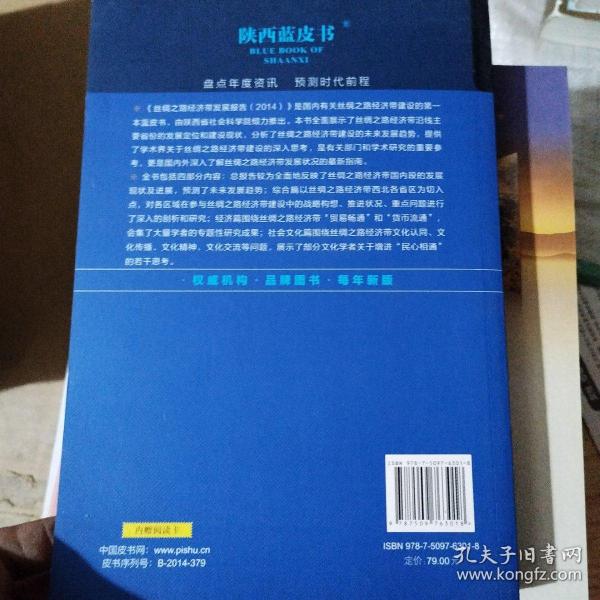 陕西蓝皮书
BLUE BOOK OF
SHAANXI
盘点年度资讯 预测时代前程
《丝绸之路经济带发展报告(2014)》是国内有关丝绸之路经济带建设的第一
本蓝皮书，由陕西省社会科学院倾力推出。本书全面展示了丝绸之路经济带沿线主
要省份的发展定位和建设现状，分析了丝绸之路经济带建设的未来发展趋势，提供
了学术界关于丝绸之路经济带建设的深入思考，是有关部门和学术研究的重要参
考，更是国内外深入了解丝绸之路经济带发展状况的最新指南。
全书包括四部分内容：总报告较为全面地反映了丝绸之路经济带国内段的发展
现状及进展，预测了未来发展趋势；综合篇以丝绸之路经济带西北各省区为切入
点，对各区域在参与丝绸之路经济带建设中的战略构想、推进状况、重点问题进行
了深入的剖析和研究；经济篇围绕丝绸之路经济带“贸易畅通”和“货币流通”，
会集了大量学者的专题性研究成果；社会文化篇围绕丝绸之路经济带文化认同、文
化传播、文化精神、文化交流等问题，展示了部分文化学者关于增进“民心相通”
的若干思考。
·权威机构·品牌图书·每年新版
ISBN 978-7-5097-6301-8
9 787509 763018 >
内赠阅读卡
中国皮书网：www.pishu.cn
皮书序列号：B-2014-379
ISBN 978-7-5097-6301-8
定价：79.00元
孔夫子旧书网
www.kongfz.com